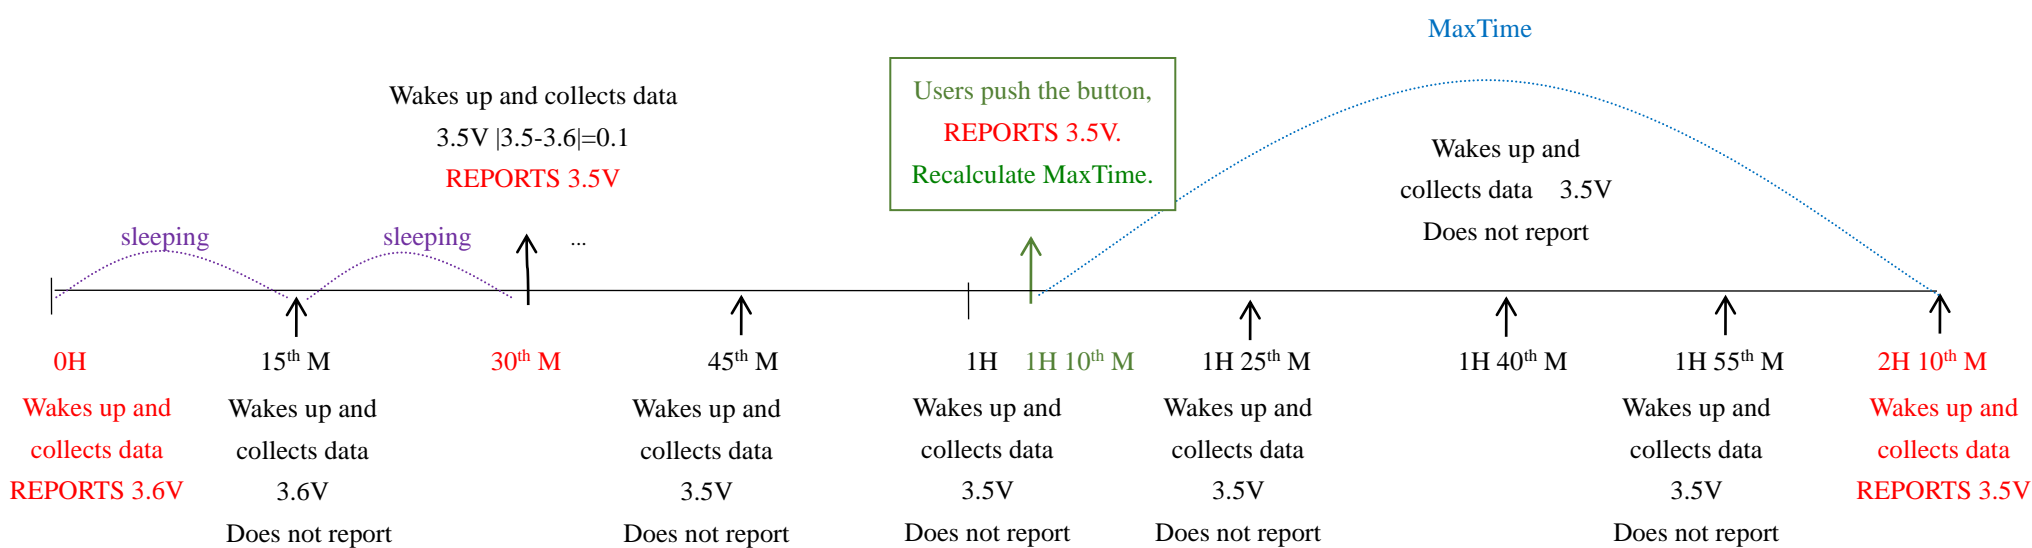 MaxTime
Wakes up and collects data
3.5V |3.5-3.6|=0.1
REPORTS 3.5V
Users push the button,
REPORTS 3.5V.
Recalculate MaxTime.
Wakes up and
collects data 3.5V
Does not report
sleeping
sleeping
...
0H
15th M
30th M
45th M
1H
1H 10th M
1H 25th M
1H 40th M
1H 55th M
2H 10th M
Wakes up and
collects data
REPORTS 3.6V
Wakes up and
collects data
3.6V
Does not report
Wakes up and
collects data
3.5V
Does not report
Wakes up and
collects data
3.5V
Does not report
Wakes up and
collects data
3.5V
Does not report
Wakes up and
collects data
3.5V
Does not report
Wakes up and
collects data
REPORTS 3.5V